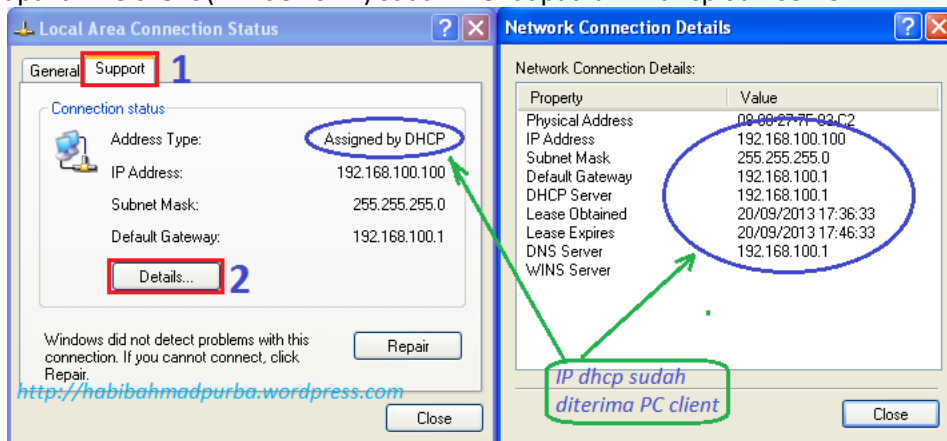 Local Area Connection Status
General Support 1
Connection status
Address Type: Assigned by DHCP
IP Address: 192.168.100.100
Subnet Mask: 255.255.255.0
Default Gateway: 192.168.100.1
Details... 2
Windows did not detect problems with this
connection. If you cannot connect, click
Repair.
Repair
http://habibahmadpurba.wordpress.com
Close
Network Connection Details
Network Connection Details:
Property Value
Physical Address
IP Address 192.168.100.100
Subnet Mask 255.255.255.0
Default Gateway 192.168.100.1
DHCP Server 192.168.100.1
Lease Obtained 20/09/2013 17:36:33
Lease Expires 20/09/2013 17:46:33
DNS Server 192.168.100.1
WINS Server
IP dhcp sudah
diterima PC client
Close